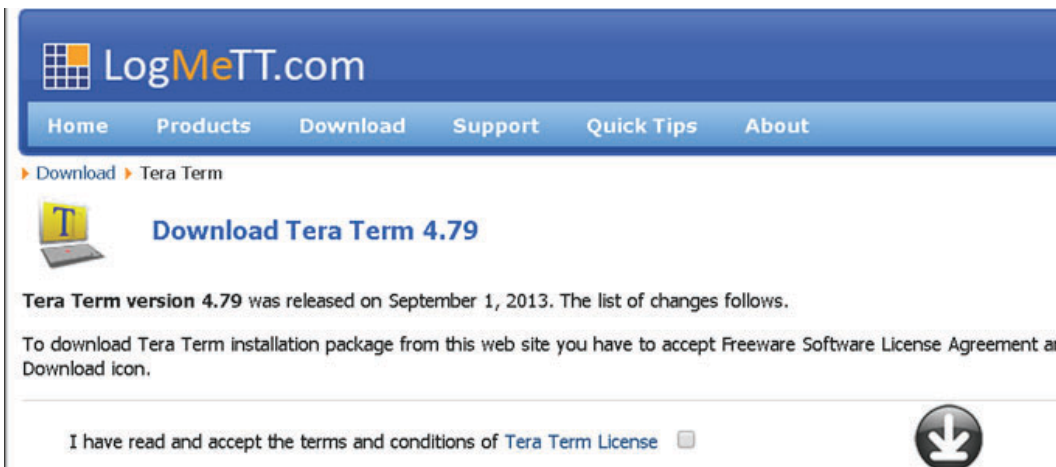 LogMeTT.com
Home Products Download Support Quick Tips About
Download Tera Term
T
Download Tera Term 4.79
Tera Term version 4.79 was released on September 1, 2013. The list of changes follows.
To download Tera Term installation package from this web site you have to accept Freeware Software License Agreement
Download icon.
I have read and accept the terms and conditions of Tera Term License